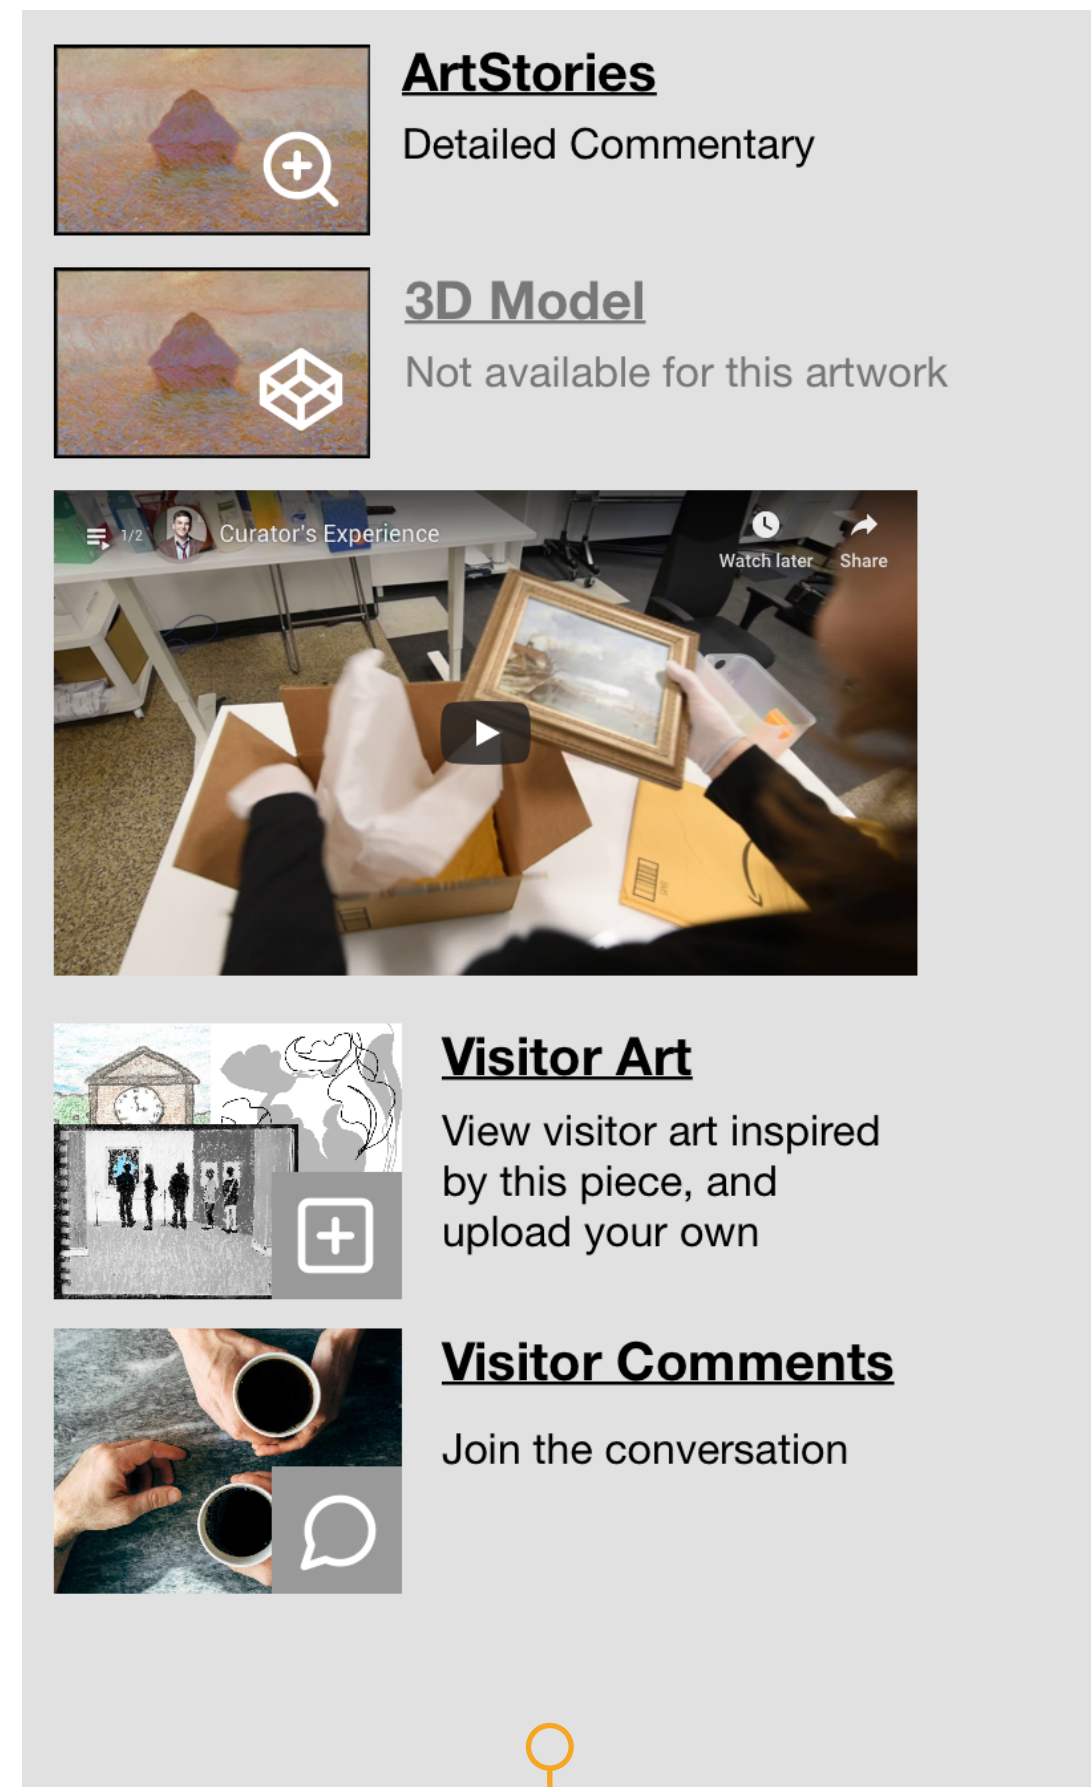 ArtStories
Detailed Commentary
3D Model
Not available for this artwork
1/2
Curator's Experience
Watch later
Share
Visitor Art
View visitor art inspired
by this piece, and
upload your own
Visitor Comments
Join the conversation